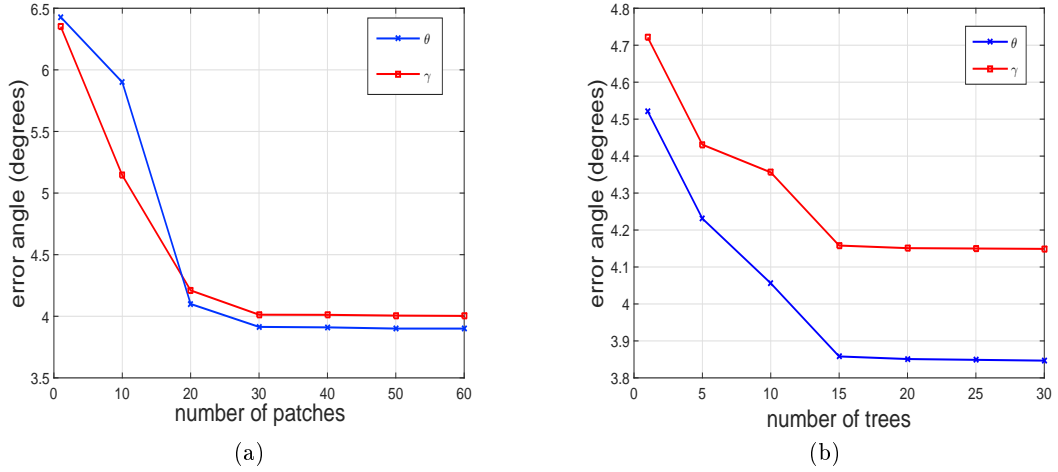 6.5
6
5.5
5
4.5
4
3.5
0 10 20 30 40 50 60
error angle (degrees)
number of patches
θ
γ
(a)
4.8
4.7
4.6
4.5
4.4
4.3
4.2
4.1
4
3.9
3.8
0 5 10 15 20 25 30
error angle (degrees)
number of trees
θ
γ
(b)